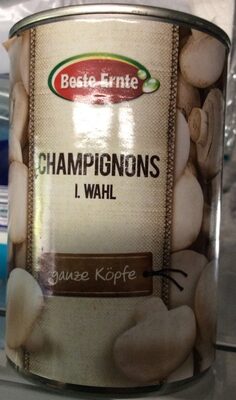 Beste Ernte
CHAMPIGNONS
I. WAHL
ganze Köpfe